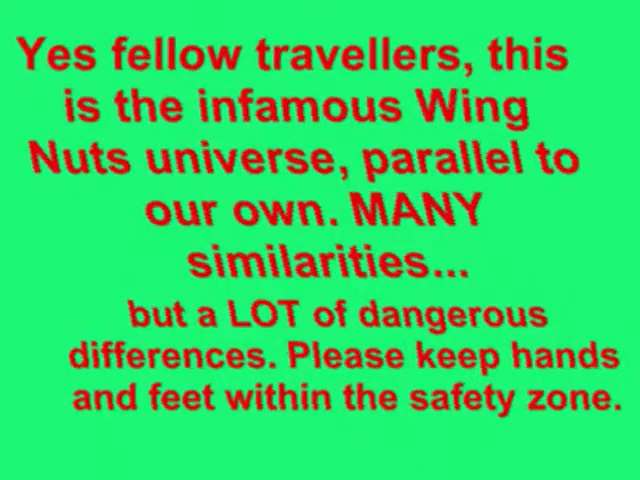 Yes fellow travellers, this
is the infamous Wing
Nuts universe, parallel to
our own. MANY
similarities...
but a LOT of dangerous
differences. Please keep hands
and feet within the safety zone.